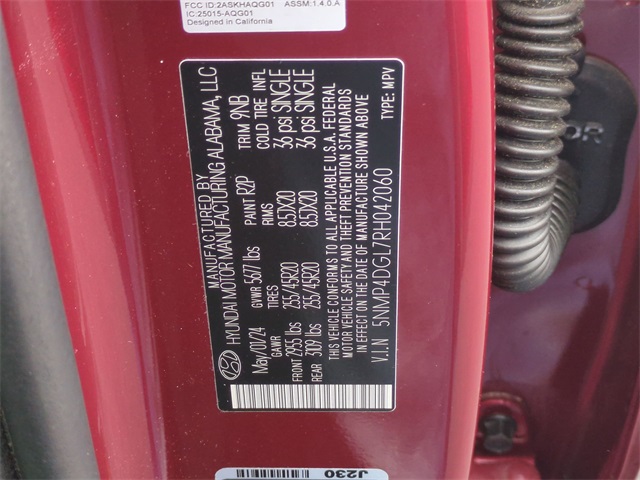 FCC ID:2ASKHAQG01 ASSM:1.4.0.A
IC:25015-AQG01
Designed in California
MANUFACTURED BY
HYUNDAI MOTOR MANUFACTURING ALABAMA, LLC
May/01/24 GVWR 5677 lbs PAINT R2P TRIM 9NB
GAWR TIRES RIMS COLD TIRE INFL
FRONT 2955 lbs 255/45R20 8.5JX20 36 psi SINGLE
REAR 3109 lbs 255/45R20 8.5JX20 36 psi SINGLE
THIS VEHICLE CONFORMS TO ALL APPLICABLE U.S.A. FEDERAL
MOTOR VEHICLE SAFETY AND THEFT PREVENTION STANDARDS
IN EFFECT ON THE DATE OF MANUFACTURE SHOWN ABOVE
V.I.N 5NMP4DGL7RH042060 TYPE: MPV
J230